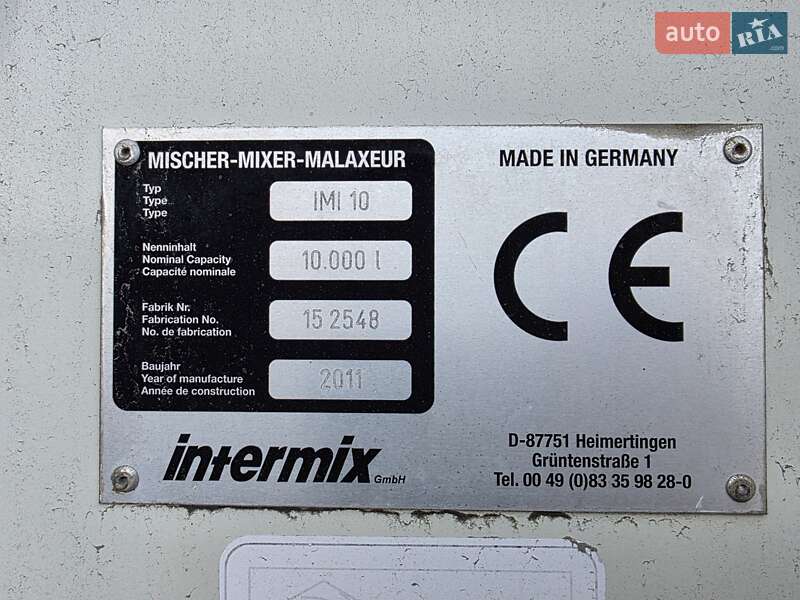 auto RIA
MISCHER-MIXER-MALAXEUR
Typ
Type
Type
IMI 10
Nenninhalt
Nominal Capacity
Capacité nominale
10.000 l
Fabrik Nr.
Fabrication No.
No. de fabrication
15 2548
Baujahr
Year of manufacture
Année de construction
2011
intermix GmbH
MADE IN GERMANY
CE
D-87751 Heimertingen
Grüntenstraße 1
Tel. 00 49 (0)83 35 98 28-0